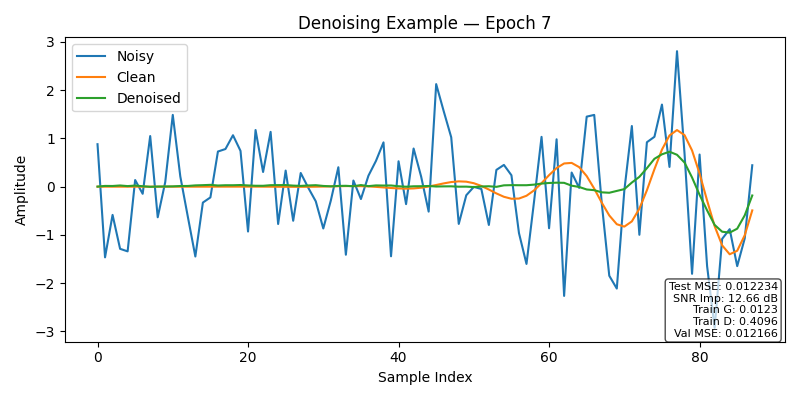 Denoising Example — Epoch 7
Noisy
Clean
Denoised
3
2
1
0
−1
−2
−3
Amplitude
Test MSE: 0.012234
SNR Imp: 12.66 dB
Train G: 0.0123
Train D: 0.4096
Val MSE: 0.012166
0
20
40
60
80
Sample Index